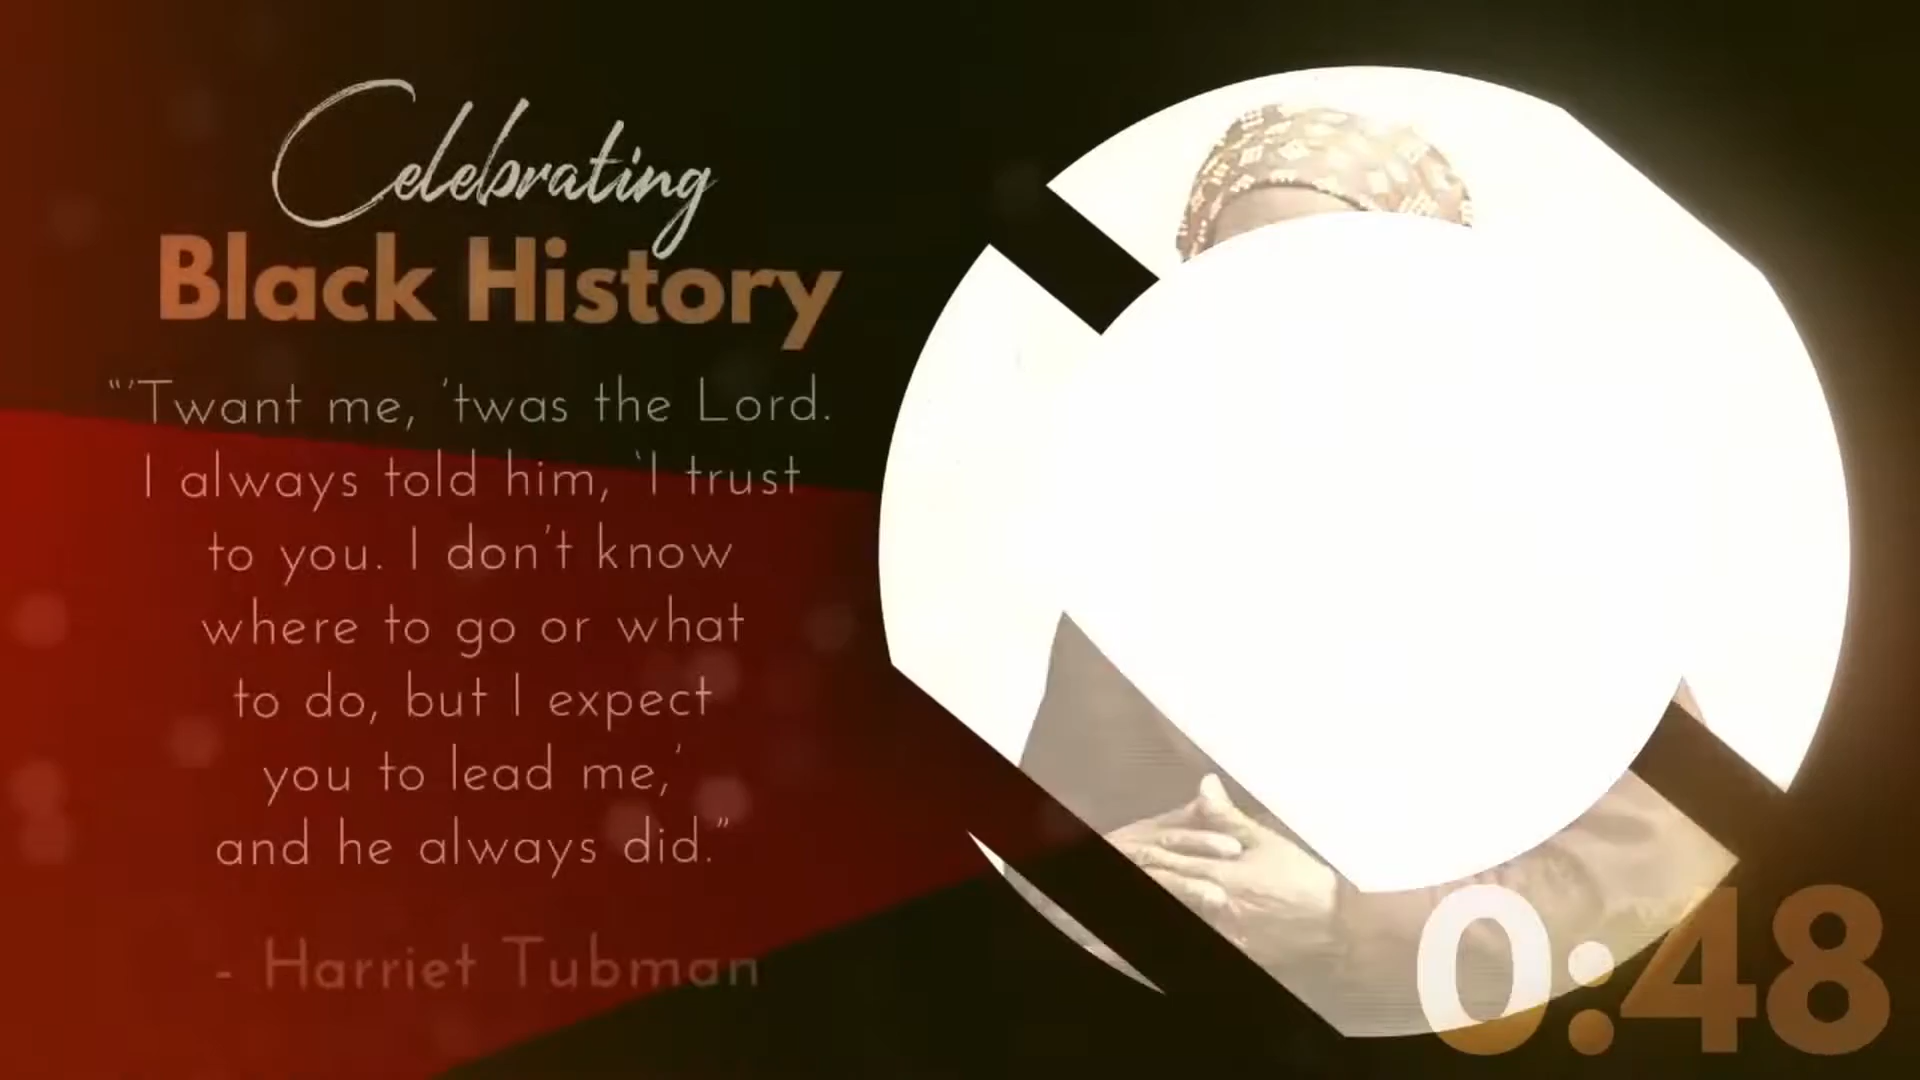 Celebrating
Black History
“’Twant me, ’twas the Lord.
I always told him, ‘I trust
to you. I don’t know
where to go or what
to do, but I expect
you to lead me,’
and he always did.”
- Harriet Tubman
0:48